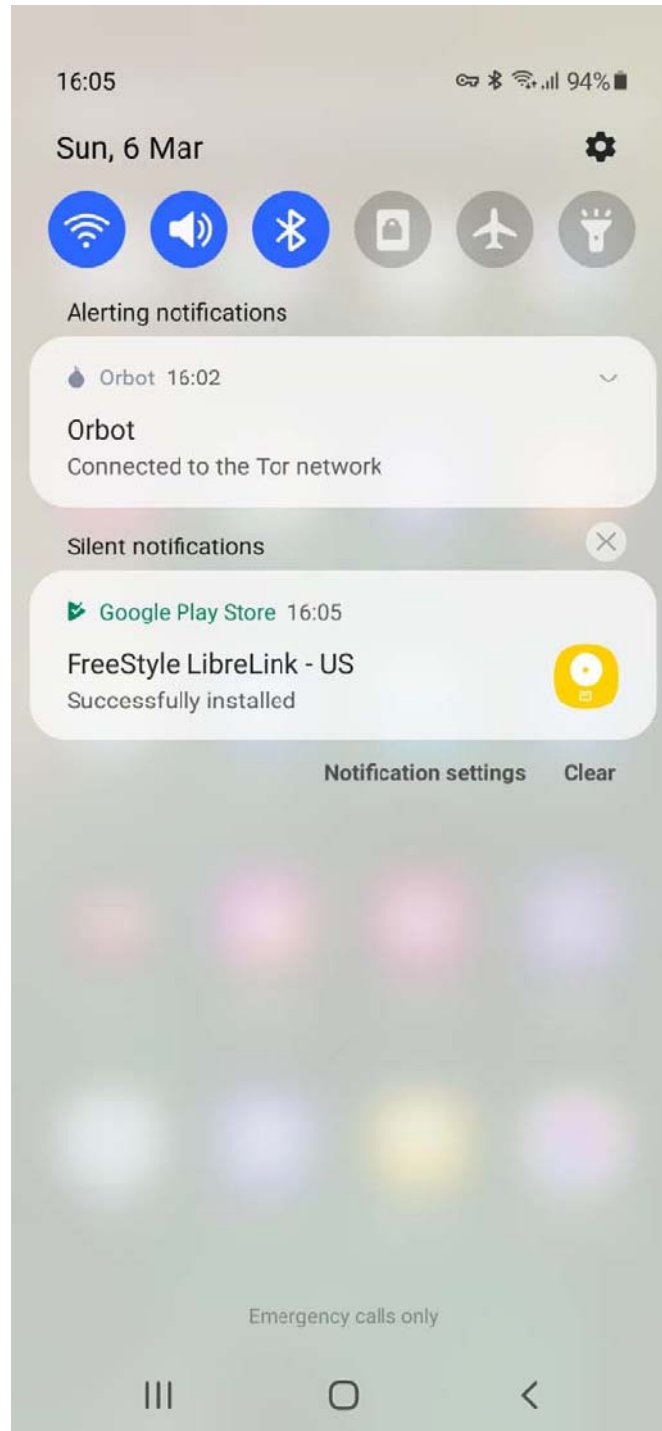 16:05 94%
Sun, 6 Mar
Alerting notifications
Orbot 16:02
Orbot
Connected to the Tor network
Silent notifications
Google Play Store 16:05
FreeStyle LibreLink - US
Successfully installed
Notification settings Clear
Emergency calls only